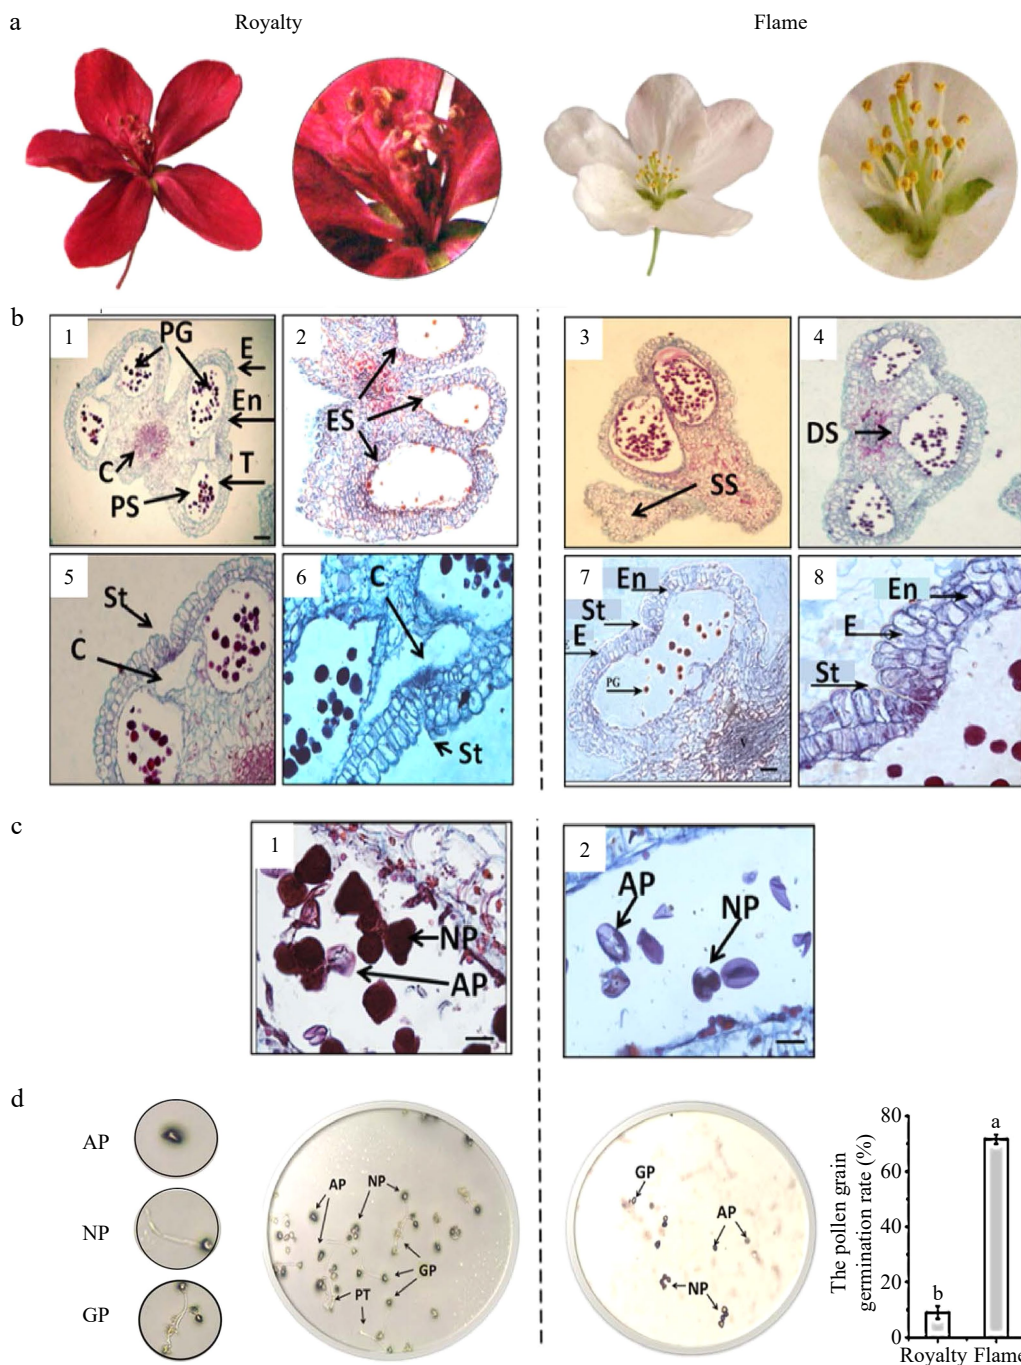 a
Royalty
Flame
b
1
PG
E
En
C
T
PS
2
ES
3
SS
4
DS
5
St
C
6
C
St
7
En
St
E
PG
8
En
E
St
c
1
NP
AP
2
AP
NP
d
AP
NP
GP
AP
NP
GP
PT
GP
AP
NP
The pollen grain
germination rate (%)
80
60
40
20
0
a
b
Royalty
Flame